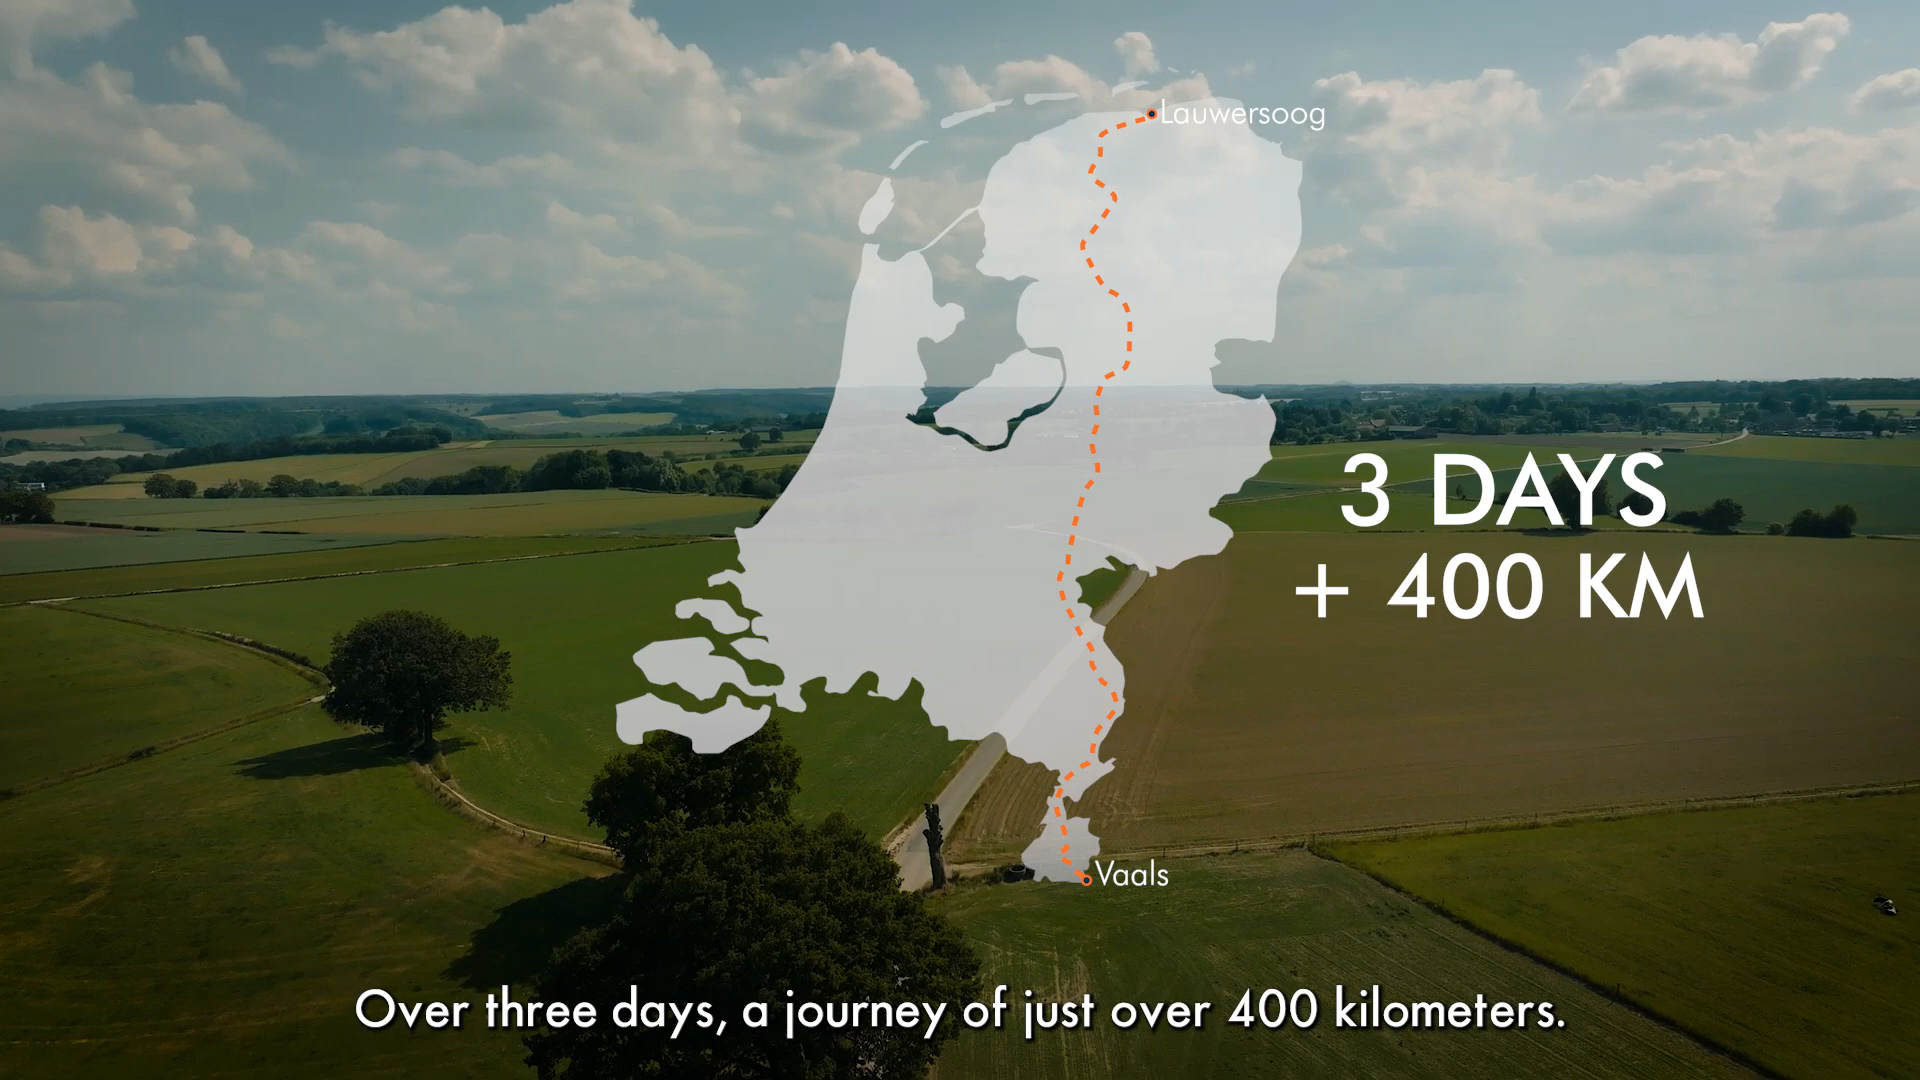 Lauwersoog
3 DAYS
+ 400 KM
Vaals
Over three days, a journey of just over 400 kilometers.